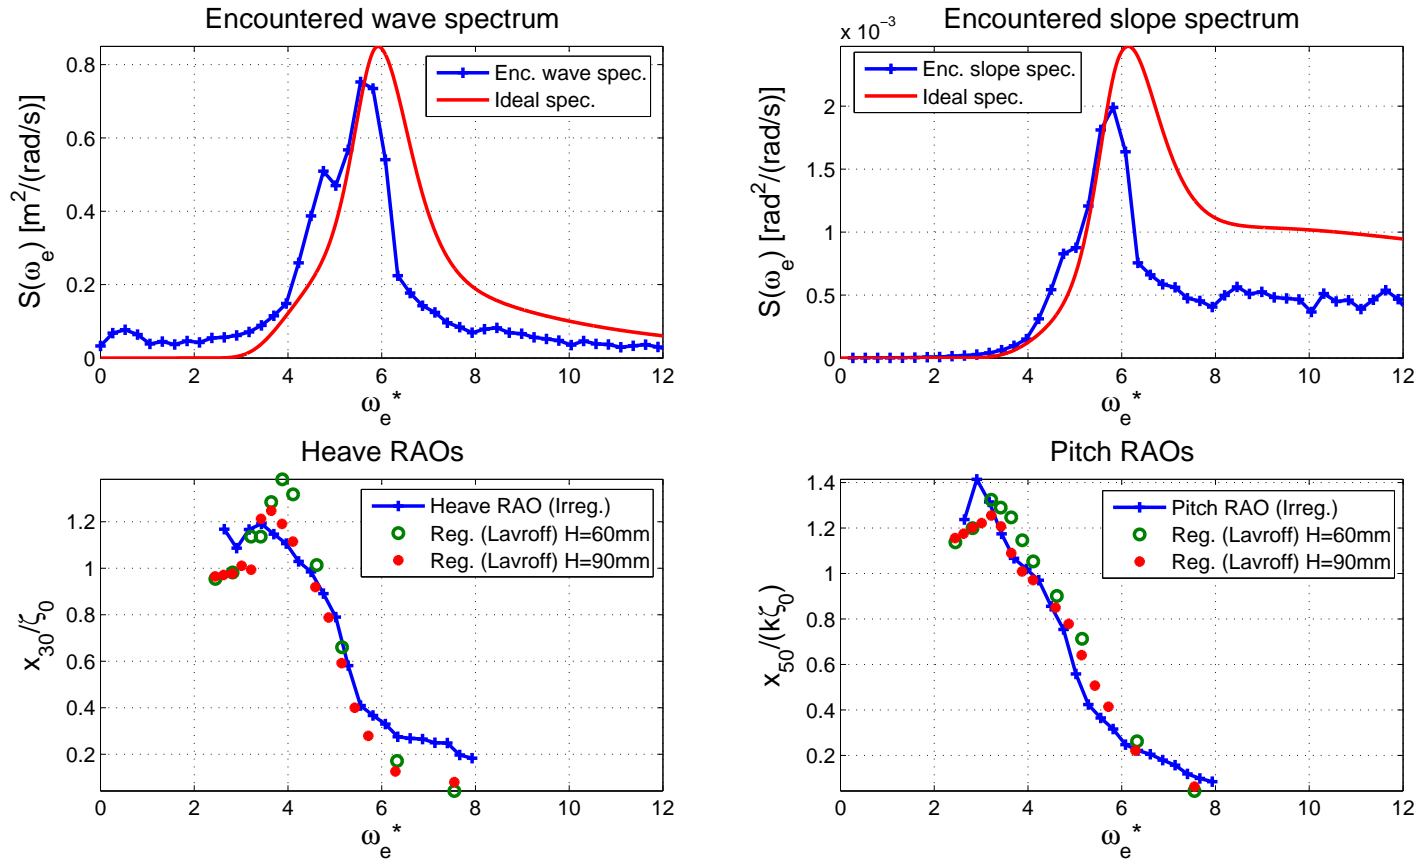 Encountered wave spectrum
S(ω_e) [m^2/(rad/s)]
0.8
0.6
0.4
0.2
0
Enc. wave spec.
Ideal spec.
0 2 4 6 8 10 12
ω_e*
Encountered slope spectrum
x 10^−3
S(ω_e) [rad^2/(rad/s)]
2
1.5
1
0.5
0
Enc. slope spec.
Ideal spec.
0 2 4 6 8 10 12
ω_e*
Heave RAOs
x_30/ζ_0
1.2
1
0.8
0.6
0.4
0.2
Heave RAO (Irreg.)
Reg. (Lavroff) H=60mm
Reg. (Lavroff) H=90mm
0 2 4 6 8 10 12
ω_e*
Pitch RAOs
x_50/(kζ_0)
1.4
1.2
1
0.8
0.6
0.4
0.2
Pitch RAO (Irreg.)
Reg. (Lavroff) H=60mm
Reg. (Lavroff) H=90mm
0 2 4 6 8 10 12
ω_e*